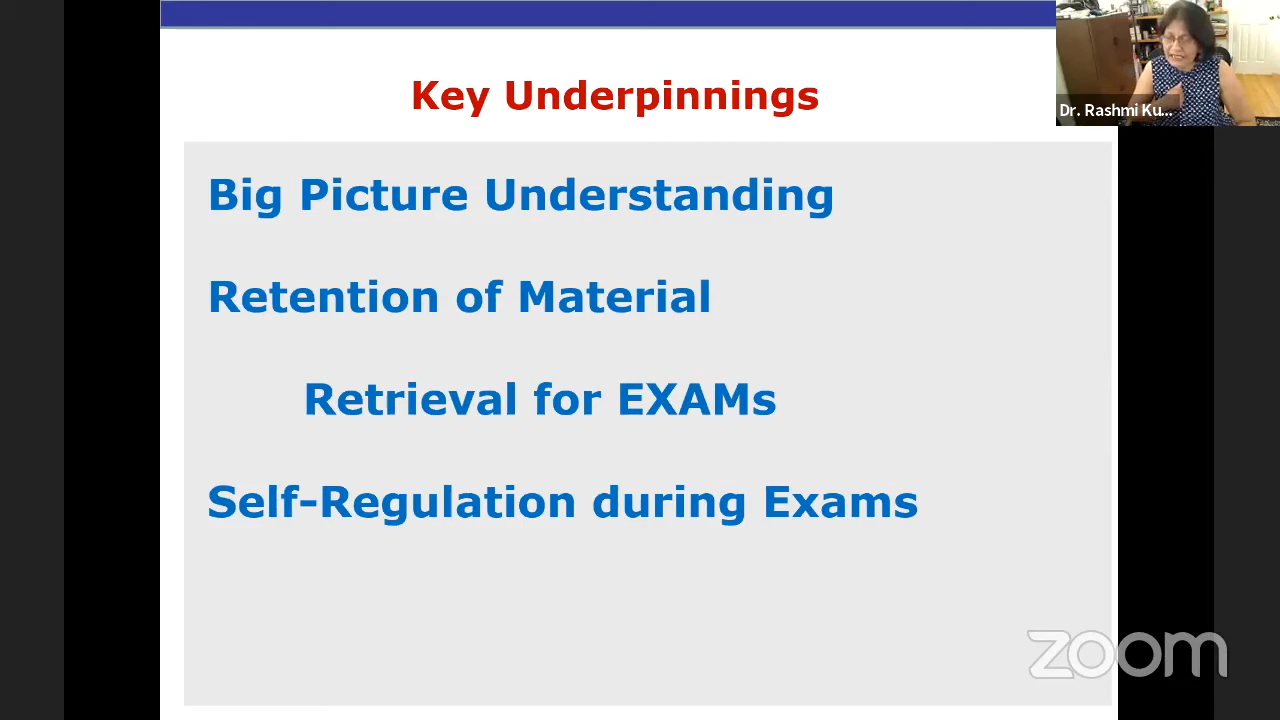 Key Underpinnings
Dr. Rashmi Ku...
Big Picture Understanding
Retention of Material
Retrieval for EXAMs
Self-Regulation during Exams
zoom